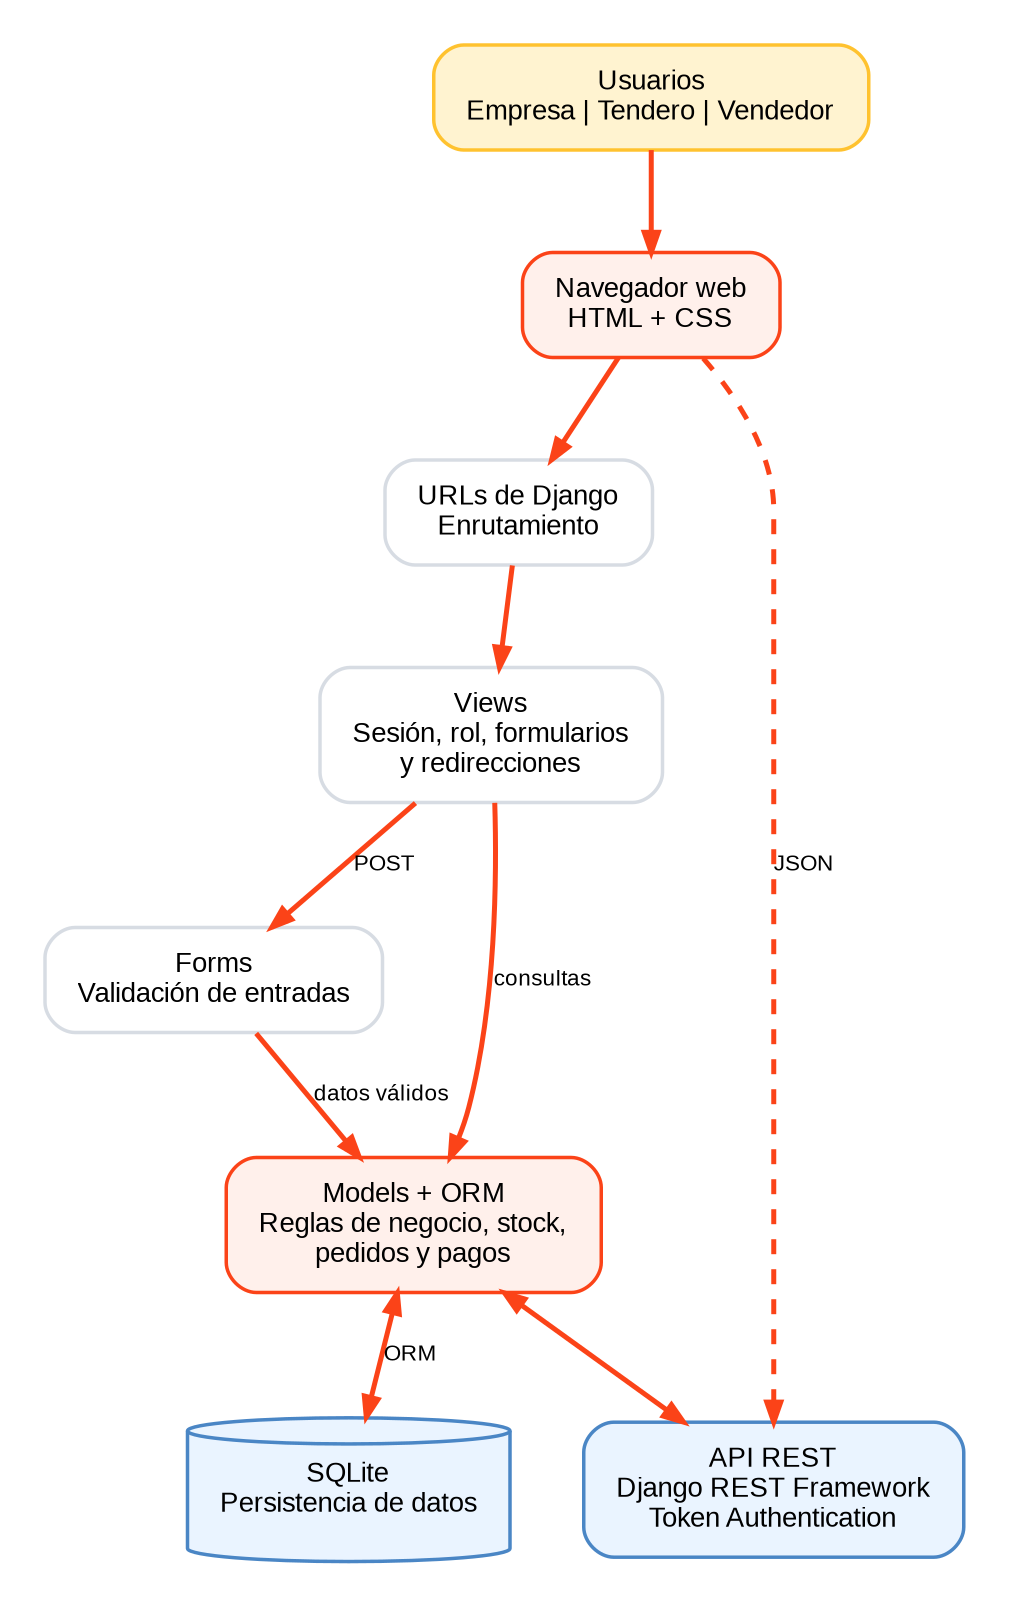 Usuarios
Empresa | Tendero | Vendedor
Navegador web
HTML + CSS
URLs de Django
Enrutamiento
Views
Sesión, rol, formularios
y redirecciones
POST
JSON
Forms
Validación de entradas
consultas
datos válidos
Models + ORM
Reglas de negocio, stock,
pedidos y pagos
ORM
SQLite
Persistencia de datos
API REST
Django REST Framework
Token Authentication